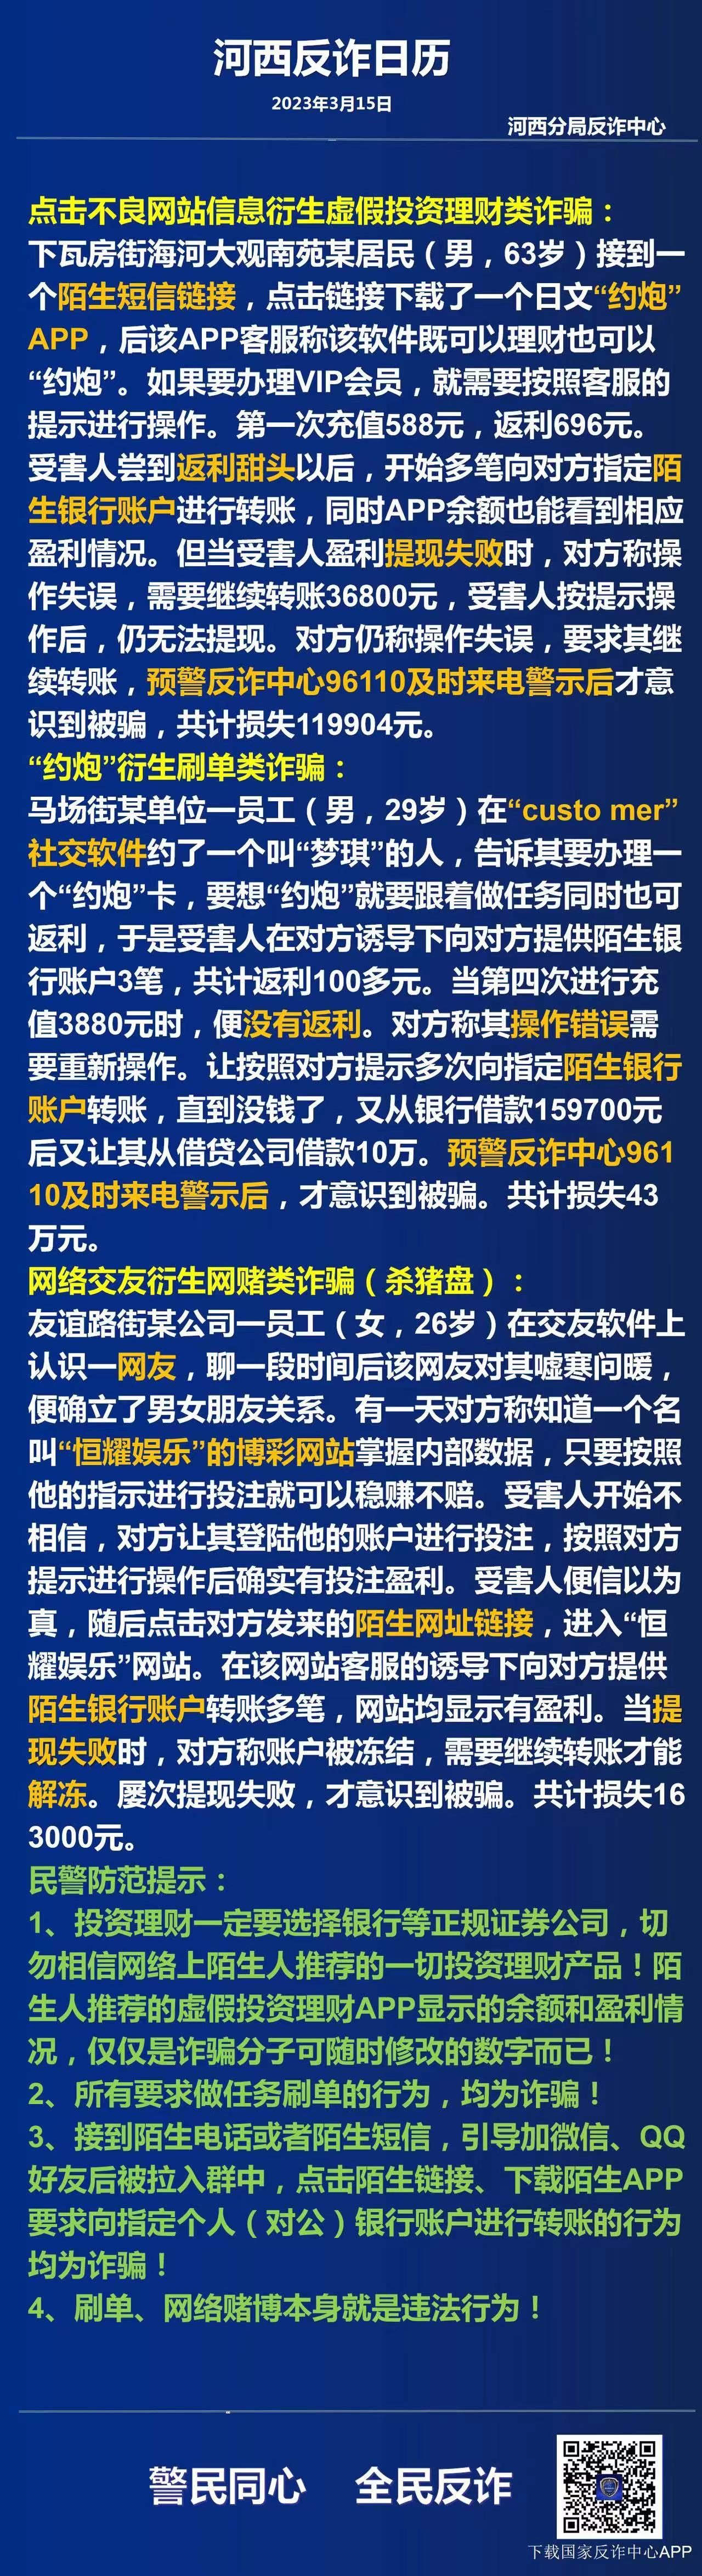 河西反诈日历
2023年3月15日
河西分局反诈中心
点击不良网站信息衍生虚假投资理财类诈骗：
下瓦房街海河大观南苑某居民（男，63岁）接到一
个陌生短信链接，点击链接下载了一个日文“约炮”
APP，后该APP客服称该软件既可以理财也可以
“约炮”。如果要办理VIP会员，就需要按照客服的
提示进行操作。第一次充值588元，返利696元。
受害人尝到返利甜头以后，开始多笔向对方指定陌
生银行账户进行转账，同时APP余额也能看到相应
盈利情况。但当受害人盈利提现失败时，对方称操
作失误，需要继续转账36800元，受害人按提示操
作后，仍无法提现。对方仍称操作失误，要求其继
续转账，预警反诈中心96110及时来电警示后才意
识到被骗，共计损失119904元。
“约炮”衍生刷单类诈骗：
马场街某单位一员工（男，29岁）在“custo mer”
社交软件约了一个叫“梦琪”的人，告诉其要办理一
个“约炮”卡，要想“约炮”就要跟着做任务同时也可
返利，于是受害人在对方诱导下向对方提供陌生银
行账户3笔，共计返利100多元。当第四次进行充
值3880元时，便没有返利。对方称其操作错误需
要重新操作。让按照对方提示多次向指定陌生银行
账户转账，直到没钱了，又从银行借款159700元
后又让其从借贷公司借款10万。预警反诈中心961
10及时来电警示后，才意识到被骗。共计损失43
万元。
网络交友衍生网赌类诈骗（杀猪盘）：
友谊路街某公司一员工（女，26岁）在交友软件上
认识一网友，聊一段时间后该网友对其嘘寒问暖，
便确立了男女朋友关系。有一天对方称知道一个名
叫“恒耀娱乐”的博彩网站掌握内部数据，只要按照
他的指示进行投注就可以稳赚不赔。受害人开始不
相信，对方让其登陆他的账户进行投注，按照对方
提示进行操作后确实有投注盈利。受害人便信以为
真，随后点击对方发来的陌生网址链接，进入“恒
耀娱乐”网站。在该网站客服的诱导下向对方提供
陌生银行账户转账多笔，网站均显示有盈利。当提
现失败时，对方称账户被冻结，需要继续转账才能
解冻。屡次提现失败，才意识到被骗。共计损失16
3000元。
民警防范提示：
1、投资理财一定要选择银行等正规证券公司，切
勿相信网络上陌生人推荐的一切投资理财产品！陌
生人推荐的虚假投资理财APP显示的余额和盈利情
况，仅仅是诈骗分子可随时修改的数字而已！
2、所有要求做任务刷单的行为，均为诈骗！
3、接到陌生电话或者陌生短信，引导加微信、QQ
好友后被拉入群中，点击陌生链接、下载陌生APP
要求向指定个人（对公）银行账户进行转账的行为
均为诈骗！
4、刷单、网络赌博本身就是违法行为！
警民同心 全民反诈
下载国家反诈中心APP